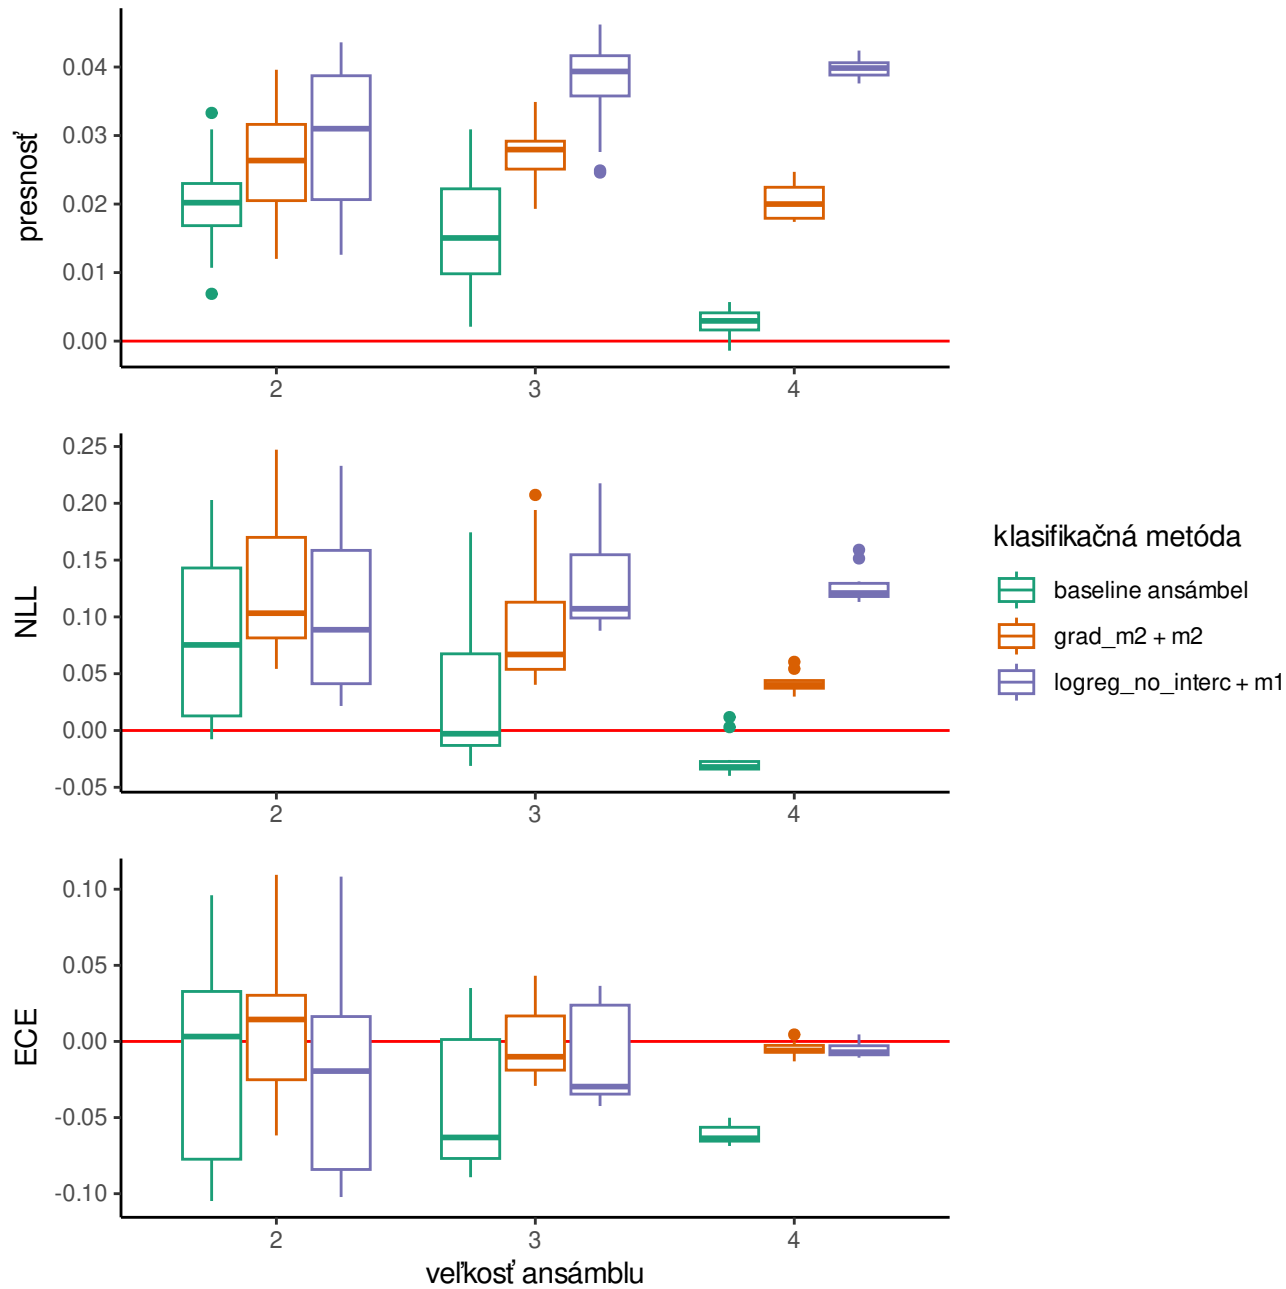 presnosť
0.04
0.03
0.02
0.01
0.00
2 3 4
NLL
0.25
0.20
0.15
0.10
0.05
0.00
-0.05
2 3 4
klasifikačná metóda
baseline ansámbel
grad_m2 + m2
logreg_no_interc + m1
ECE
0.10
0.05
0.00
-0.05
-0.10
2 3 4
veľkosť ansámblu